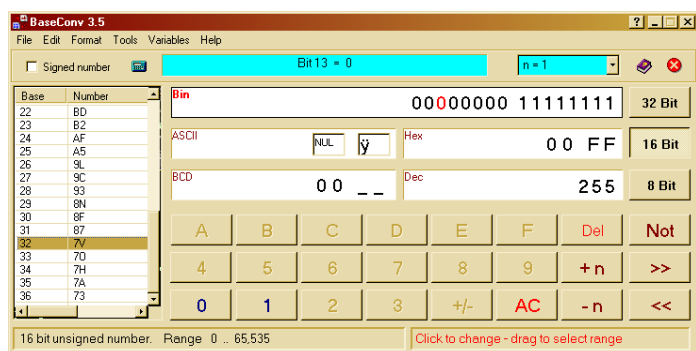 BaseConv 3.5
File Edit Format Tools Variables Help
Signed number
Bit 13 = 0
n = 1
Base Number
22 BD
23 B2
24 AF
25 A5
26 9L
27 9C
28 93
29 8N
30 8F
31 87
32 7V
33 7O
34 7H
35 7A
36 73
Bin
00000000 11111111
32 Bit
ASCII
NUL ÿ
Hex
00 FF
16 Bit
BCD
00 _ _
Dec
255
8 Bit
A B C D E F Del Not
4 5 6 7 8 9 + n >>
0 1 2 3 +/- AC - n <<
16 bit unsigned number. Range 0 .. 65,535
Click to change - drag to select range